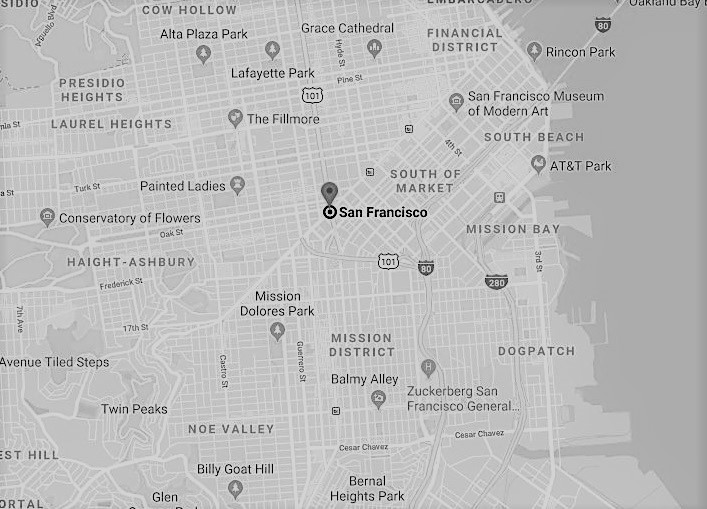 SIDIO
COW HOLLOW
EMBARCADERO
Oakland Bay B
80
Arguello Blvd
Alta Plaza Park
Grace Cathedral
Hyde St
FINANCIAL
DISTRICT
Rincon Park
Lafayette Park
Pine St
PRESIDIO
HEIGHTS
101
San Francisco Museum
of Modern Art
LAUREL HEIGHTS
The Fillmore
nia St
SOUTH BEACH
4th St
AT&T Park
Painted Ladies
SOUTH OF
MARKET
Turk St
a St
San Francisco
Conservatory of Flowers
Oak St
MISSION BAY
HAIGHT-ASHBURY
101
80
280
3rd St
Frederick St
Mission
Dolores Park
7th Ave
17th St
MISSION
DISTRICT
DOGPATCH
Avenue Tiled Steps
Castro St
Guerrero St
Balmy Alley
H
Zuckerberg San
Francisco General...
Twin Peaks
NOE VALLEY
Cesar Chavez
Cesar Chavez
EST HILL
Billy Goat Hill
Bernal
Heights Park
Glen
ORTAL